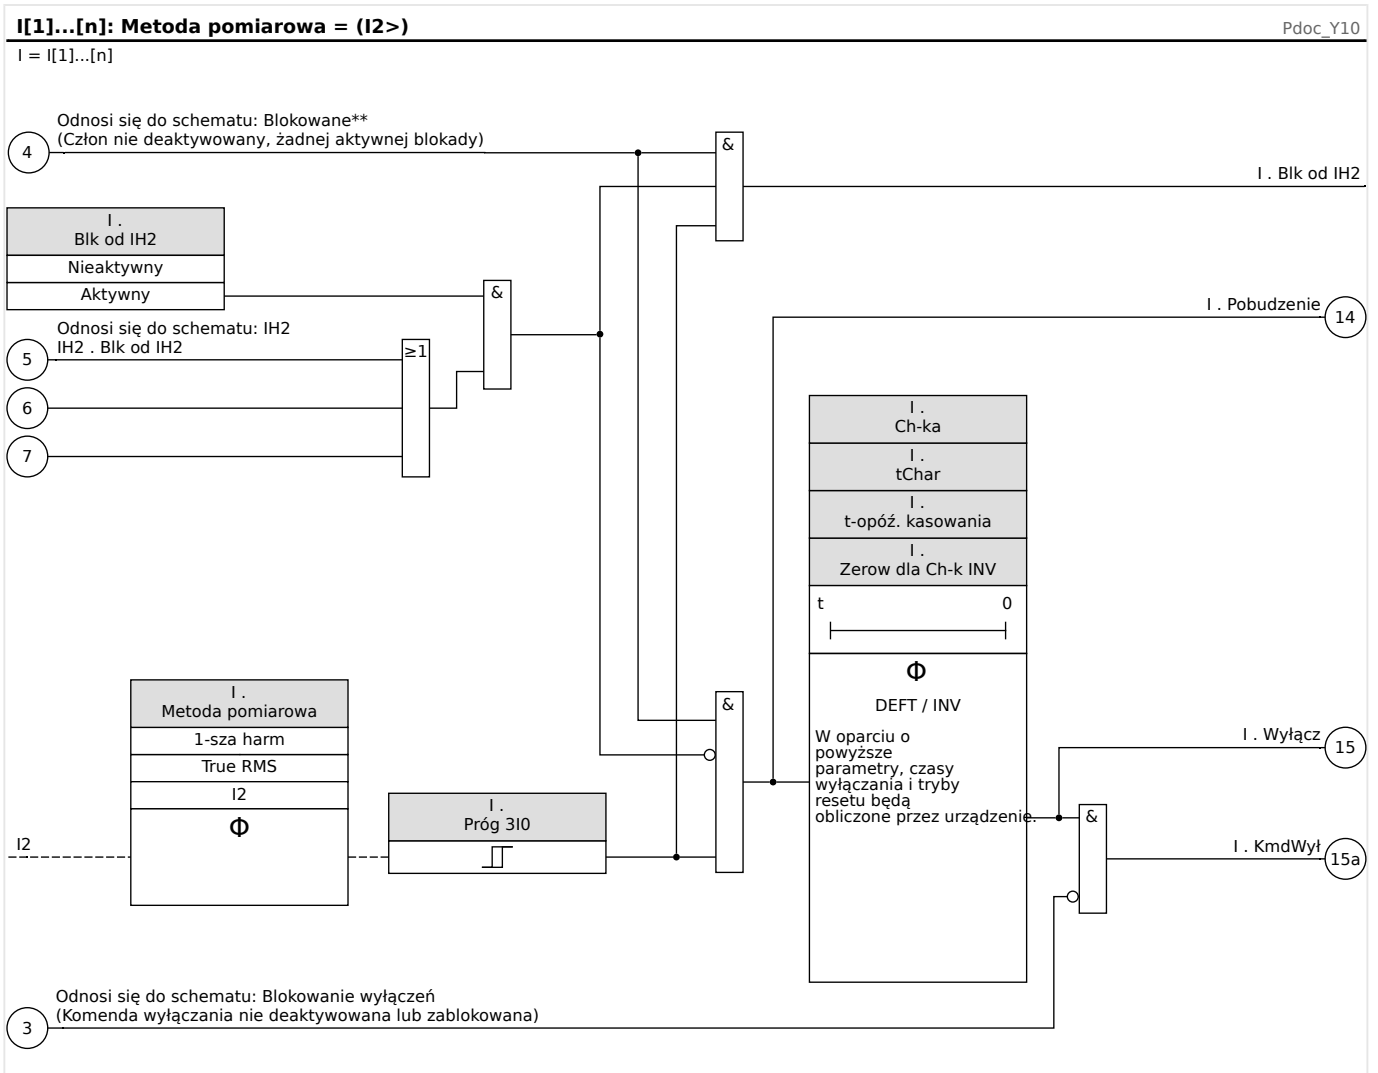 I[1]...[n]: Metoda pomiarowa = (I2>)
Pdoc_Y10
I = I[1]...[n]
Odnosi się do schematu: Blokowane**
(Człon nie deaktywowany, żadnej aktywnej blokady)
4
&
I . Blk od IH2
I .
Blk od IH2
Nieaktywny
Aktywny
&
I . Pobudzenie
14
Odnosi się do schematu: IH2
IH2 . Blk od IH2
5
≥1
6
7
I .
Ch-ka
I .
tChar
I .
t-opóź. kasowania
I .
Zerow dla Ch-k INV
t
0
Φ
DEFT / INV
W oparciu o
powyższe
parametry, czasy
wyłączania i tryby
resetu będą
obliczone przez urządzenie.
I .
Metoda pomiarowa
1-sza harm
True RMS
I2
Φ
I2
I .
Próg 3I0
&
I . Wyłącz
15
&
I . KmdWył
15a
Odnosi się do schematu: Blokowanie wyłączeń
(Komenda wyłączania nie deaktywowana lub zablokowana)
3